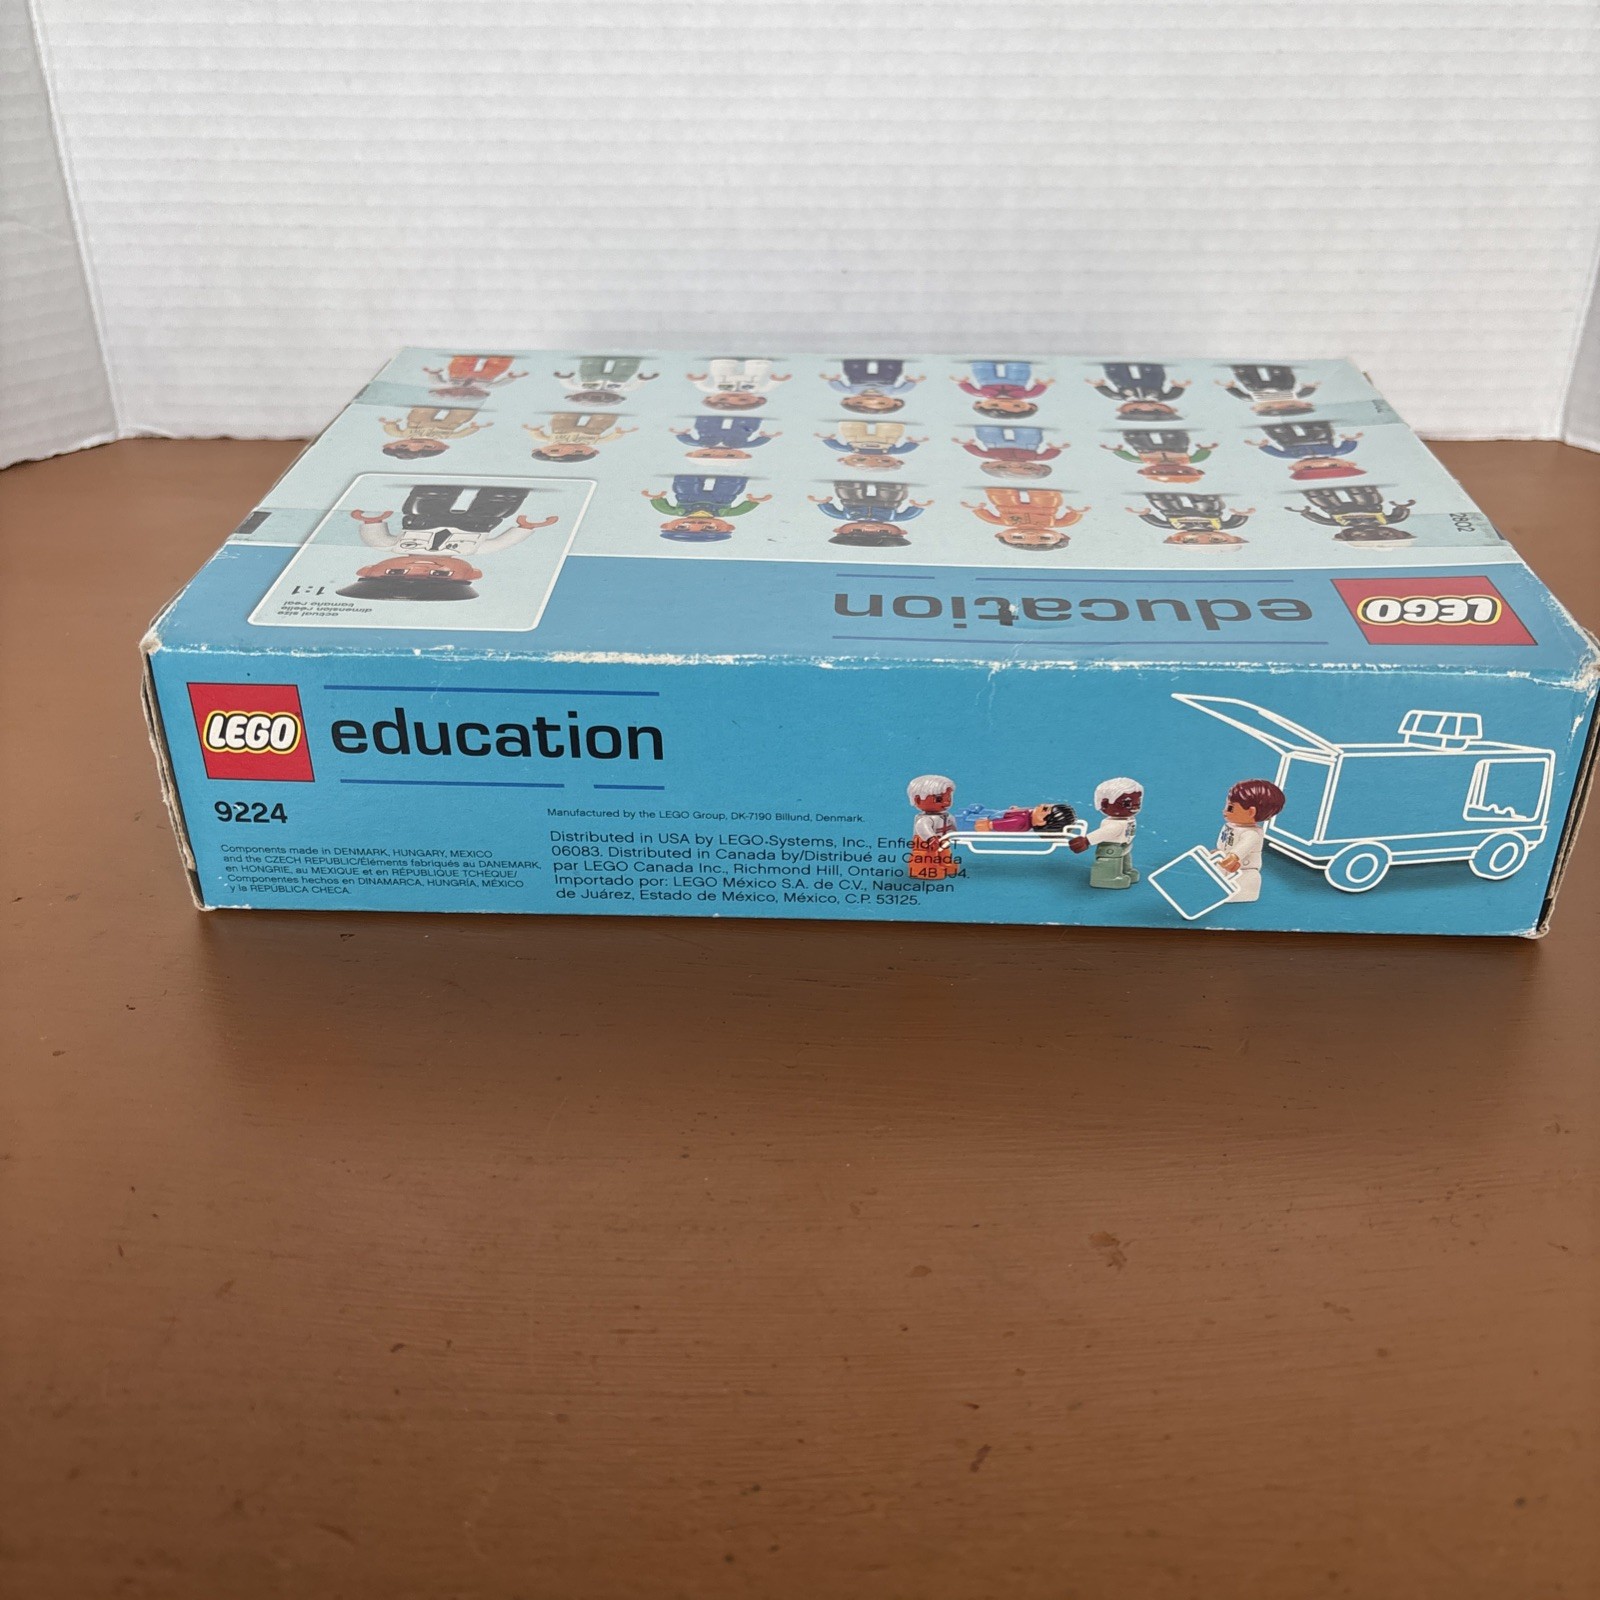 2802
LEGO
education
1:1
actual size
dimension réelle
tamaño real
LEGO
education
9224
Manufactured by the LEGO Group, DK-7190 Billund, Denmark.
Components made in DENMARK, HUNGARY, MEXICO
and the CZECH REPUBLIC/Éléments fabriqués au DANEMARK,
en HONGRIE, au MEXIQUE et en RÉPUBLIQUE TCHÈQUE/
Componentes hechos en DINAMARCA, HUNGRÍA, MÉXICO
y la REPÚBLICA CHECA.
Distributed in USA by LEGO Systems, Inc., Enfield, CT
06083. Distributed in Canada by/Distribué au Canada
par LEGO Canada Inc., Richmond Hill, Ontario L4B 1J4.
Importado por: LEGO México S.A. de C.V., Naucalpan
de Juárez, Estado de México, México, C.P. 53125.